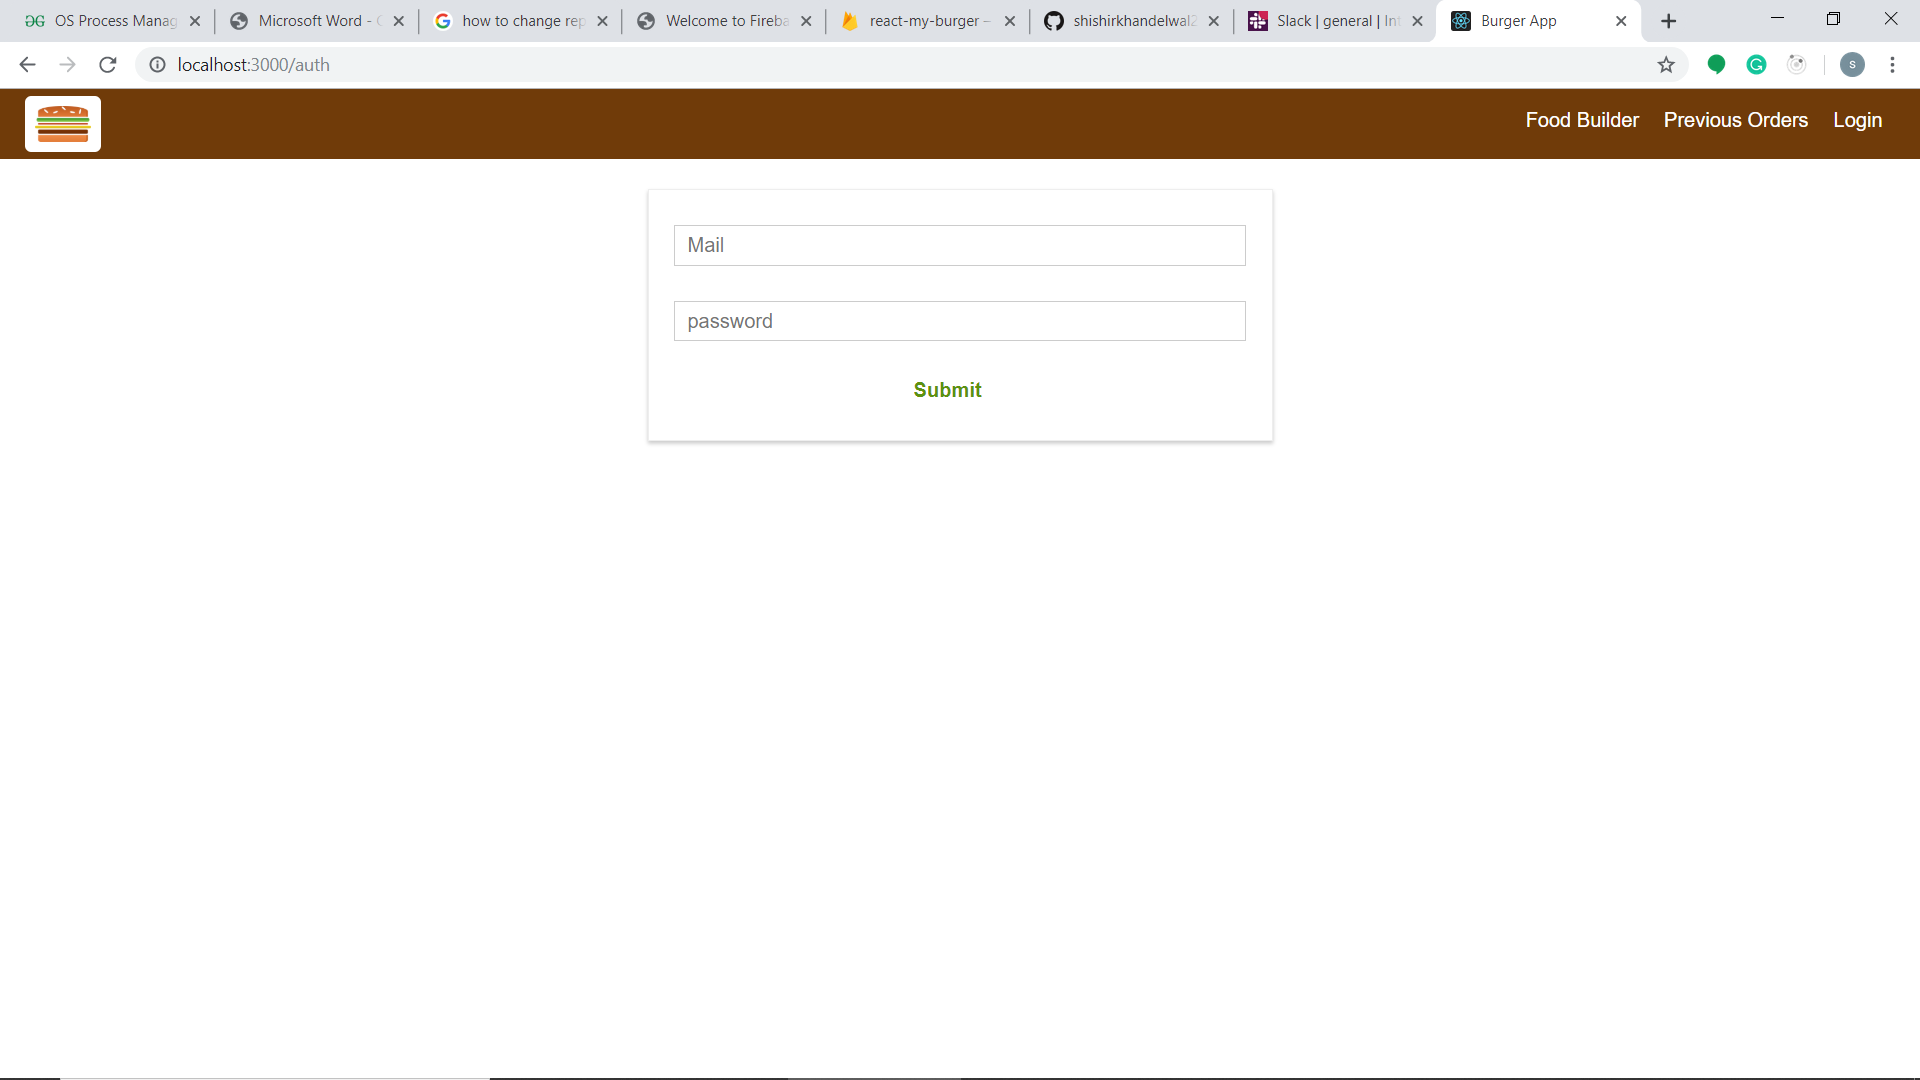 OS Process Manag
Microsoft Word -
how to change rep
Welcome to Fireba
react-my-burger –
shishirkhandelwal2
Slack | general | Int
Burger App
localhost:3000/auth
S
Food Builder Previous Orders Login
Mail
password
Submit